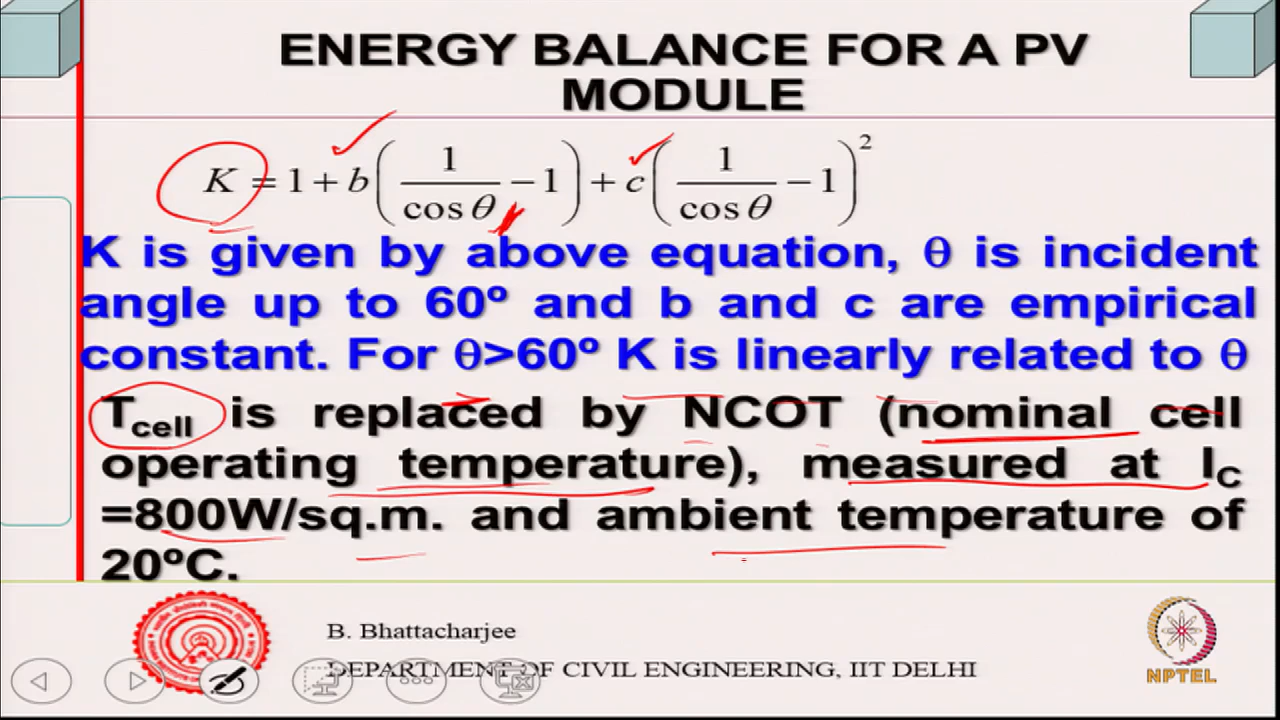 ENERGY BALANCE FOR A PV
MODULE
K = 1 + b(1/cos θ − 1) + c(1/cos θ − 1)²
K is given by above equation, θ is incident
angle up to 60º and b and c are empirical
constant. For θ>60º K is linearly related to θ
Tcell is replaced by NCOT (nominal cell
operating temperature), measured at IC
=800W/sq.m. and ambient temperature of
20ºC.
B. Bhattacharjee
DEPARTMENT OF CIVIL ENGINEERING, IIT DELHI
NPTEL